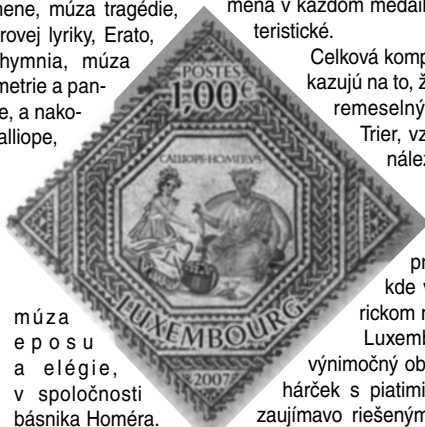 mene, múza tragédie,
rovej lyriky, Erato,
hymnia, múza
metrie a pan-
e, a nako-
alliope,
múza
eposu
a elégie,
v spoločnosti
básnika Homéra.
POSTES
1,00€
CALLIOPE·HOMERVS
LUXEMBOURG
2007
mena v každom medail
teristické.
Celková komp
kazujú na to, ž
remeselný
Trier, vz
nález
pr
kde v
rickom r
Luxemb
výnimočný ob
hárček s piatimi
zaujímavo riešeným